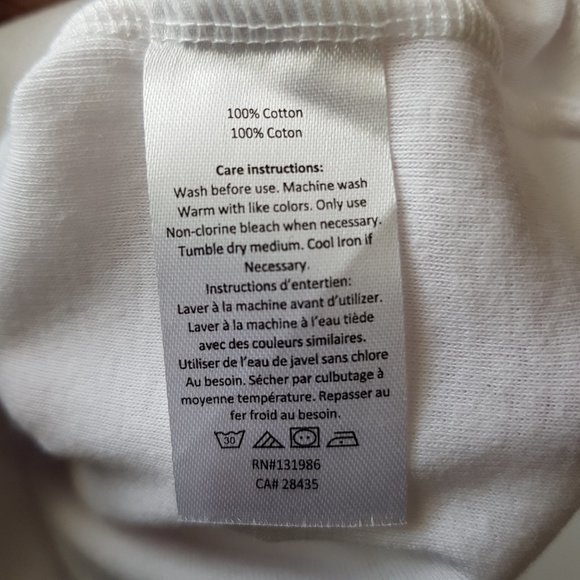 100% Cotton
100% Coton
Care instructions:
Wash before use. Machine wash
Warm with like colors. Only use
Non-clorine bleach when necessary.
Tumble dry medium. Cool Iron if
Necessary.
Instructions d'entertien:
Laver à la machine avant d'utilizer.
Laver à la machine à l'eau tiède
avec des couleurs similaires.
Utiliser de l'eau de javel sans chlore
Au besoin. Sécher par culbutage à
moyenne température. Repasser au
fer froid au besoin.
30
RN#131986
CA# 28435